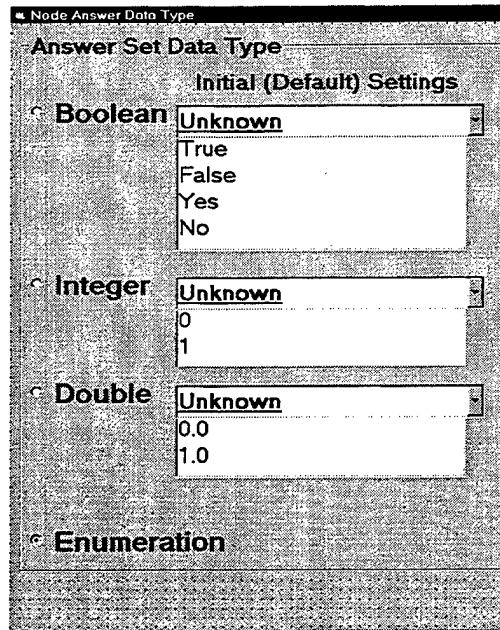 Node Answer Data Type
Answer Set Data Type
Initial (Default) Settings
Boolean
Unknown
True
False
Yes
No
Integer
Unknown
0
1
Double
Unknown
0.0
1.0
Enumeration